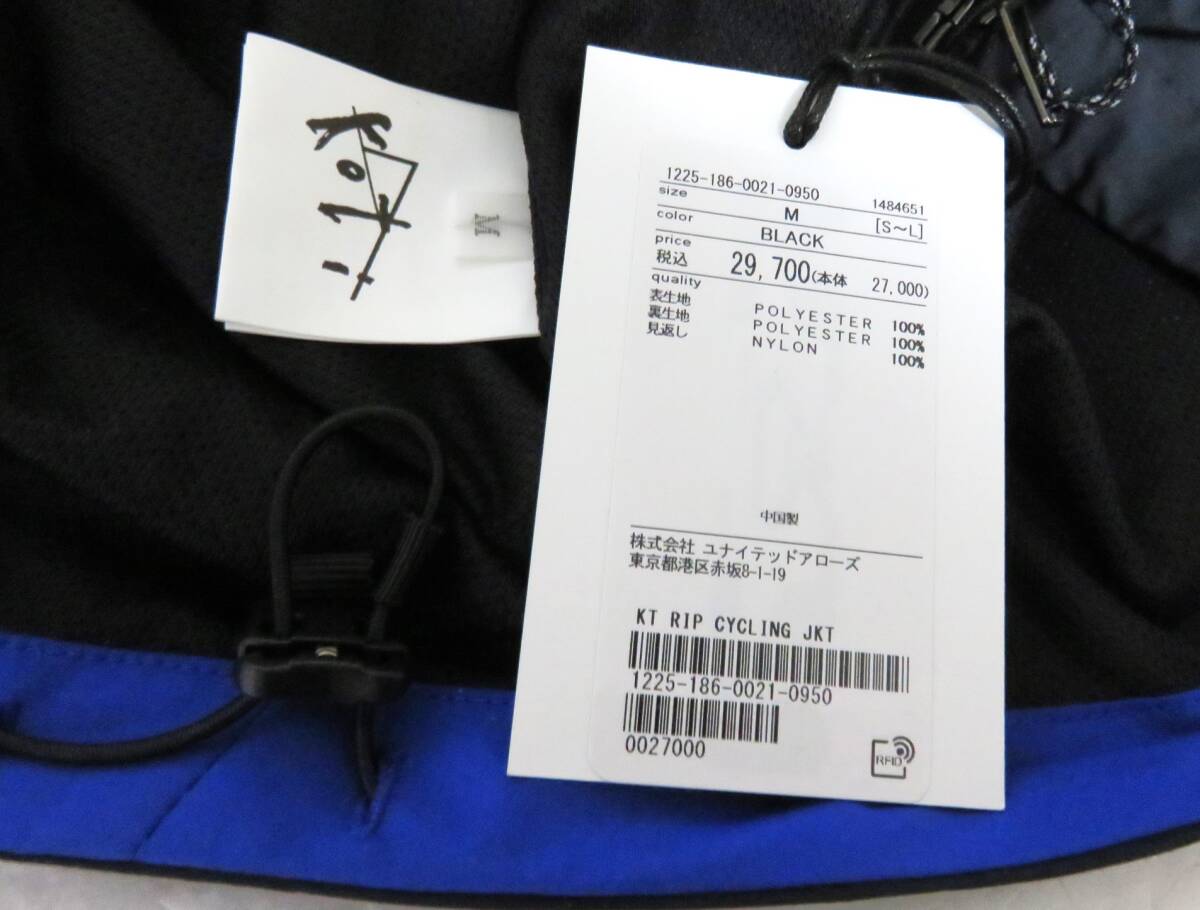 KOTI
M
1225-186-0021-0950 1484651
size M [S～L]
color BLACK
price
税込 29,700(本体 27,000)
quality
表生地 POLYESTER 100%
裏生地 POLYESTER 100%
見返し NYLON 100%
中国製
株式会社 ユナイテッドアローズ
東京都港区赤坂8-1-19
KT RIP CYCLING JKT
1225-186-0021-0950
0027000
RFID